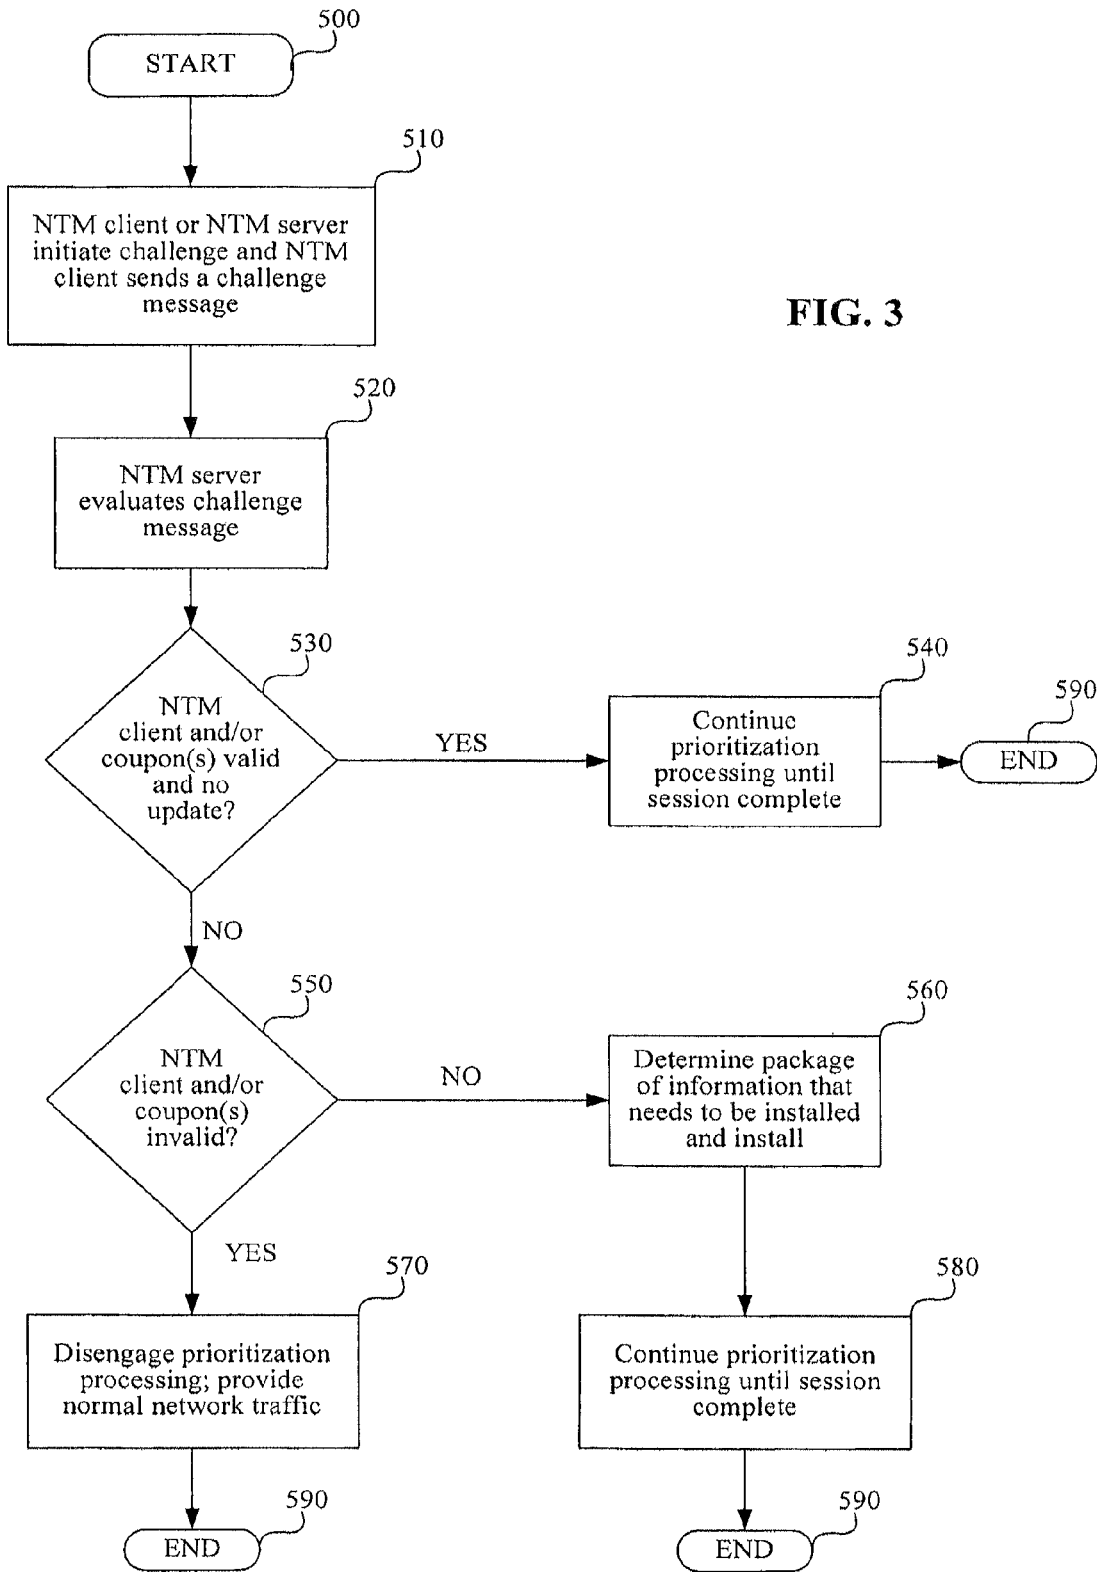 500
START
510
NTM client or NTM server
initiate challenge and NTM
client sends a challenge
message
FIG. 3
520
NTM server
evaluates challenge
message
530
NTM
client and/or
coupon(s) valid
and no
update?
YES
540
Continue
prioritization
processing until
session complete
590
END
NO
550
NTM
client and/or
coupon(s)
invalid?
NO
560
Determine package
of information that
needs to be installed
and install
YES
570
Disengage prioritization
processing; provide
normal network traffic
580
Continue prioritization
processing until session
complete
590
END
590
END